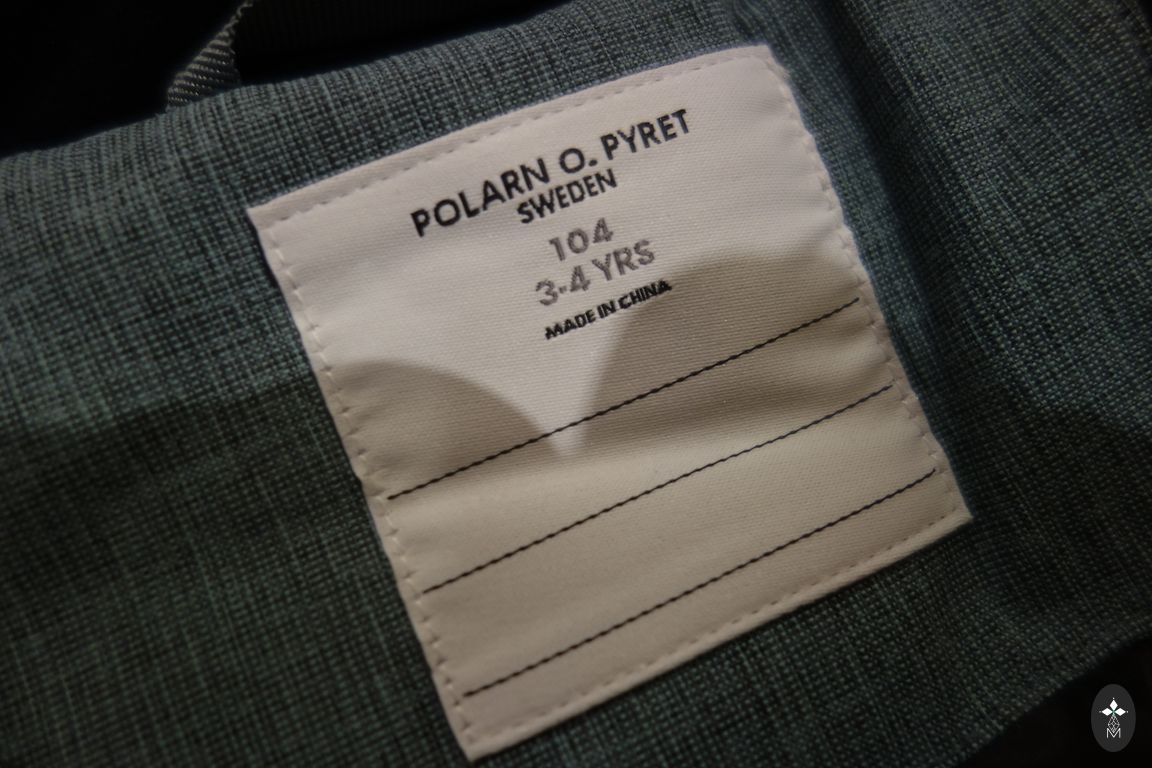 POLARN O. PYRET
SWEDEN
104
3-4 YRS
MADE IN CHINA
M